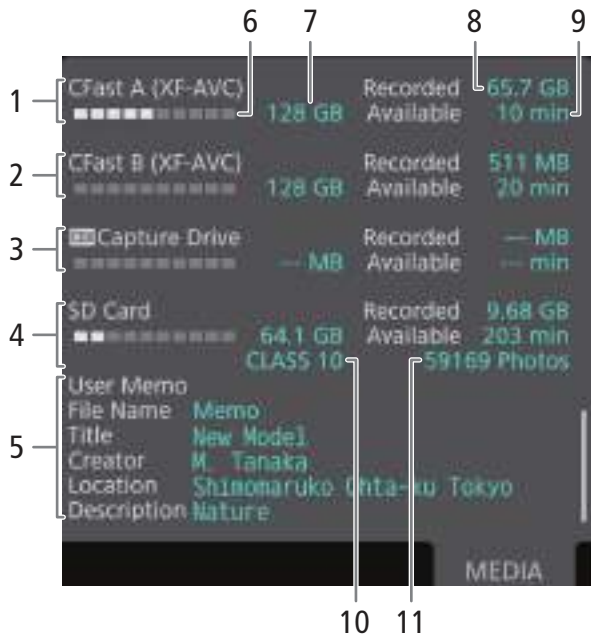 6 7 8 9
1 CFast A (XF-AVC) Recorded 65.7 GB
128 GB Available 10 min
2 CFast B (XF-AVC) Recorded 511 MB
128 GB Available 20 min
3 Capture Drive Recorded --- MB
--- MB Available --- min
4 SD Card Recorded 9.68 GB
64.1 GB Available 203 min
CLASS 10 59169 Photos
5 User Memo
File Name Memo
Title New Model
Creator M. Tanaka
Location Shimomaruko Ohta-ku Tokyo
Description Nature
MEDIA
10 11